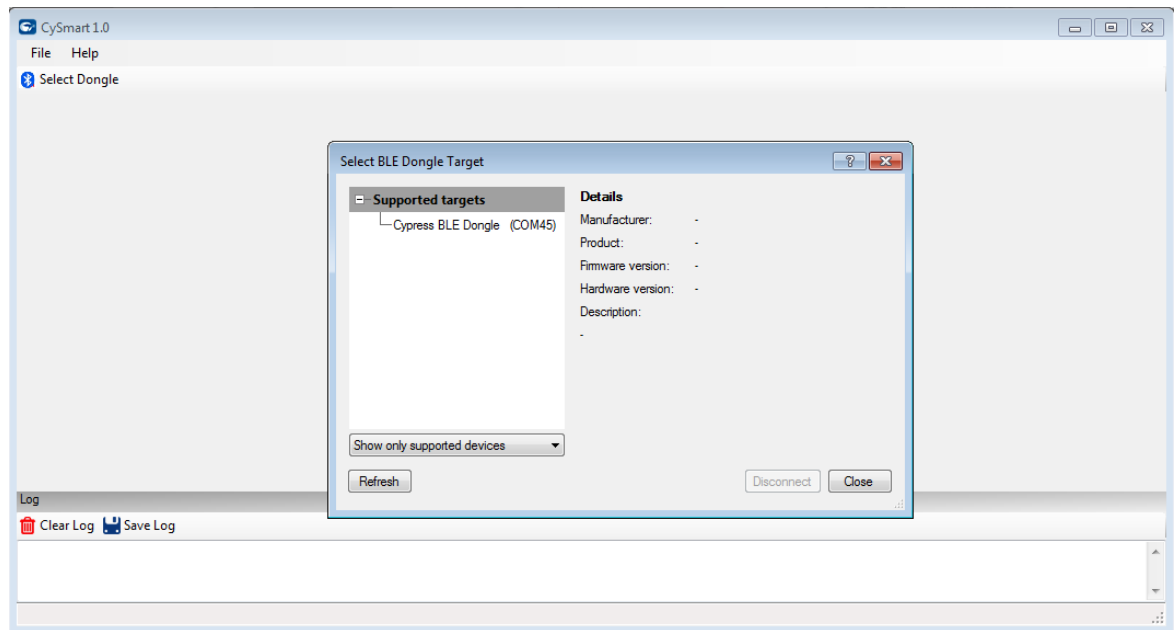 CySmart 1.0
File Help
Select Dongle
Select BLE Dongle Target
Supported targets
Cypress BLE Dongle (COM45)
Details
Manufacturer: -
Product: -
Firmware version: -
Hardware version: -
Description:
-
Show only supported devices
Refresh
Disconnect Close
Log
Clear Log Save Log